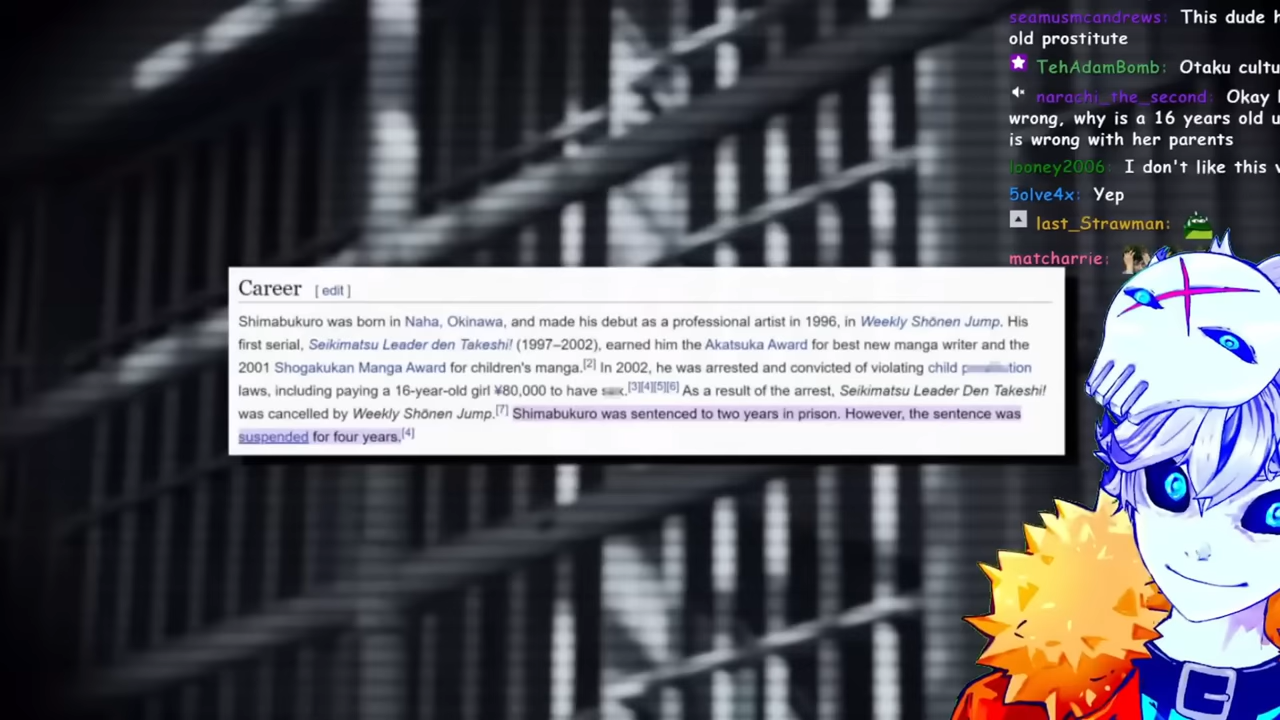 seamusmcandrews: This dude h
old prostitute
TehAdamBomb: Otaku cultu
narachi_the_second: Okay I
wrong, why is a 16 years old u
is wrong with her parents
looney2006: I don't like this v
5olve4x: Yep
last_Strawman:
matcharrie:
Career [ edit ]
Shimabukuro was born in Naha, Okinawa, and made his debut as a professional artist in 1996, in Weekly Shōnen Jump. His
first serial, Seikimatsu Leader den Takeshi! (1997–2002), earned him the Akatsuka Award for best new manga writer and the
2001 Shogakukan Manga Award for children's manga.[2] In 2002, he was arrested and convicted of violating child
laws, including paying a 16-year-old girl ¥80,000 to have [3][4][5][6] As a result of the arrest, Seikimatsu Leader Den Takeshi!
was cancelled by Weekly Shōnen Jump.[7] Shimabukuro was sentenced to two years in prison. However, the sentence was
suspended for four years.[4]